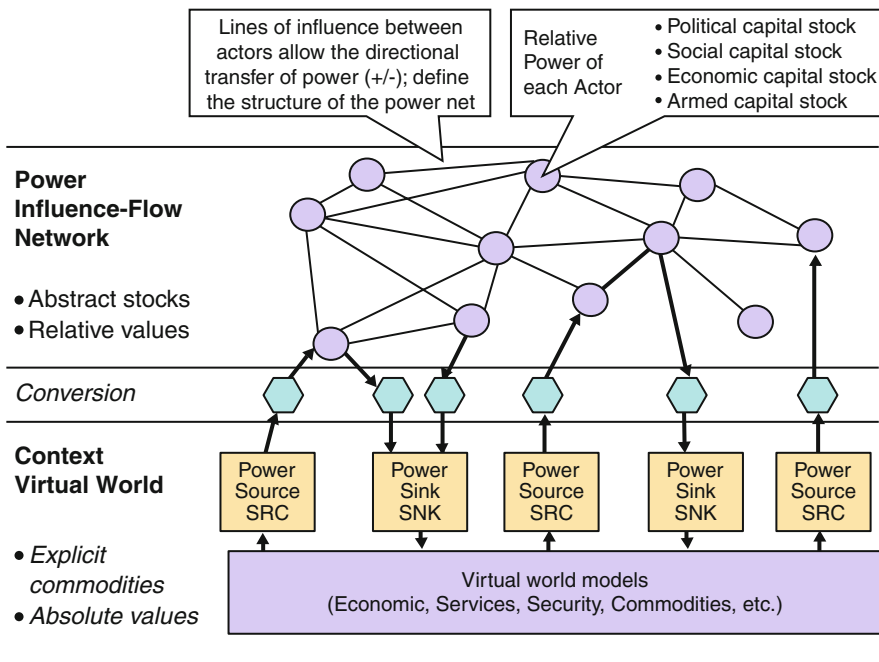 Lines of influence between
actors allow the directional
transfer of power (+/-); define
the structure of the power net
Relative
Power of
each Actor
• Political capital stock
• Social capital stock
• Economic capital stock
• Armed capital stock
Power
Influence-Flow
Network
• Abstract stocks
• Relative values
Conversion
Context
Virtual World
• Explicit
commodities
• Absolute values
Power
Source
SRC
Power
Sink
SNK
Power
Source
SRC
Power
Sink
SNK
Power
Source
SRC
Virtual world models
(Economic, Services, Security, Commodities, etc.)